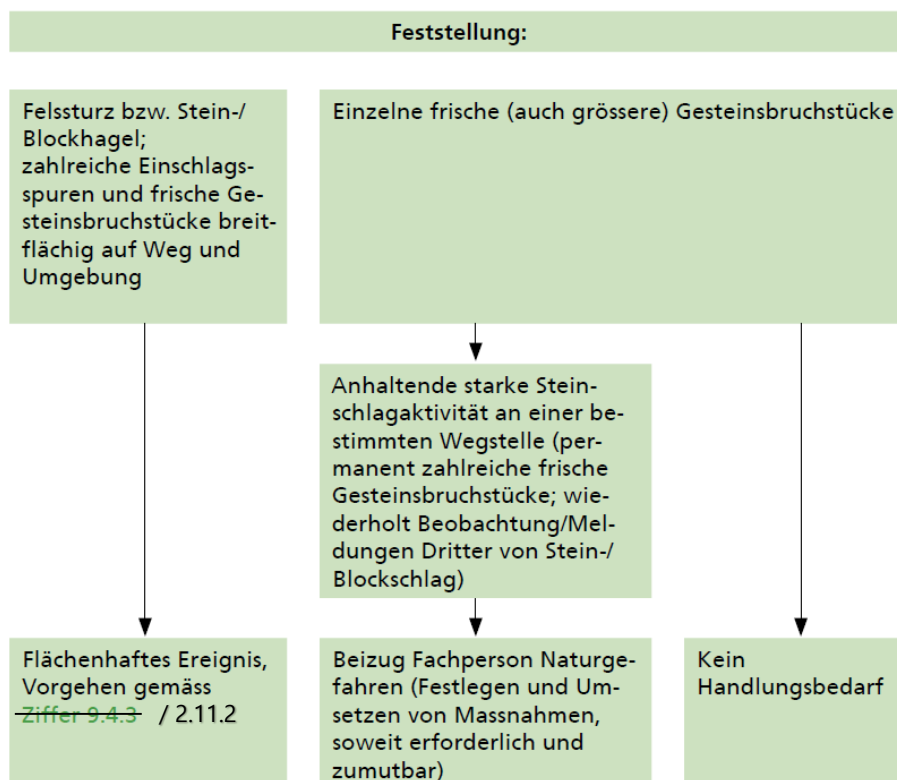 Feststellung:
Felssturz bzw. Stein-/
Blockhagel;
zahlreiche Einschlags-
spuren und frische Ge-
steinsbruchstücke breit-
flächig auf Weg und
Umgebung
Einzelne frische (auch grössere) Gesteinsbruchstücke
Anhaltende starke Stein-
schlagaktivität an einer be-
stimmten Wegstelle (per-
manent zahlreiche frische
Gesteinsbruchstücke; wie-
derholt Beobachtung/Mel-
dungen Dritter von Stein-/
Blockschlag)
Flächenhaftes Ereignis,
Vorgehen gemäss
Ziffer 9.4.3 / 2.11.2
Beizug Fachperson Naturge-
fahren (Festlegen und Um-
setzen von Massnahmen,
soweit erforderlich und
zumutbar)
Kein
Handlungsbedarf